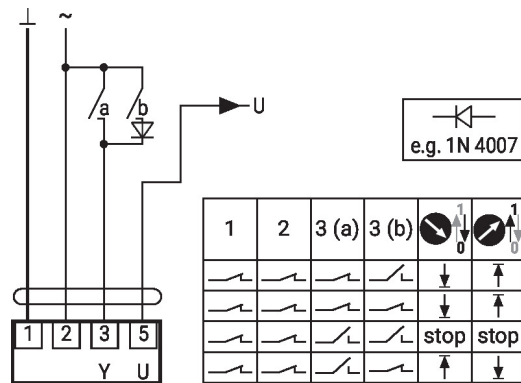 ⊥ ~
a b
U
e.g. 1N 4007
1 2 3 (a) 3 (b) 1 0 1 0
stop stop
1 2 3 5
Y U